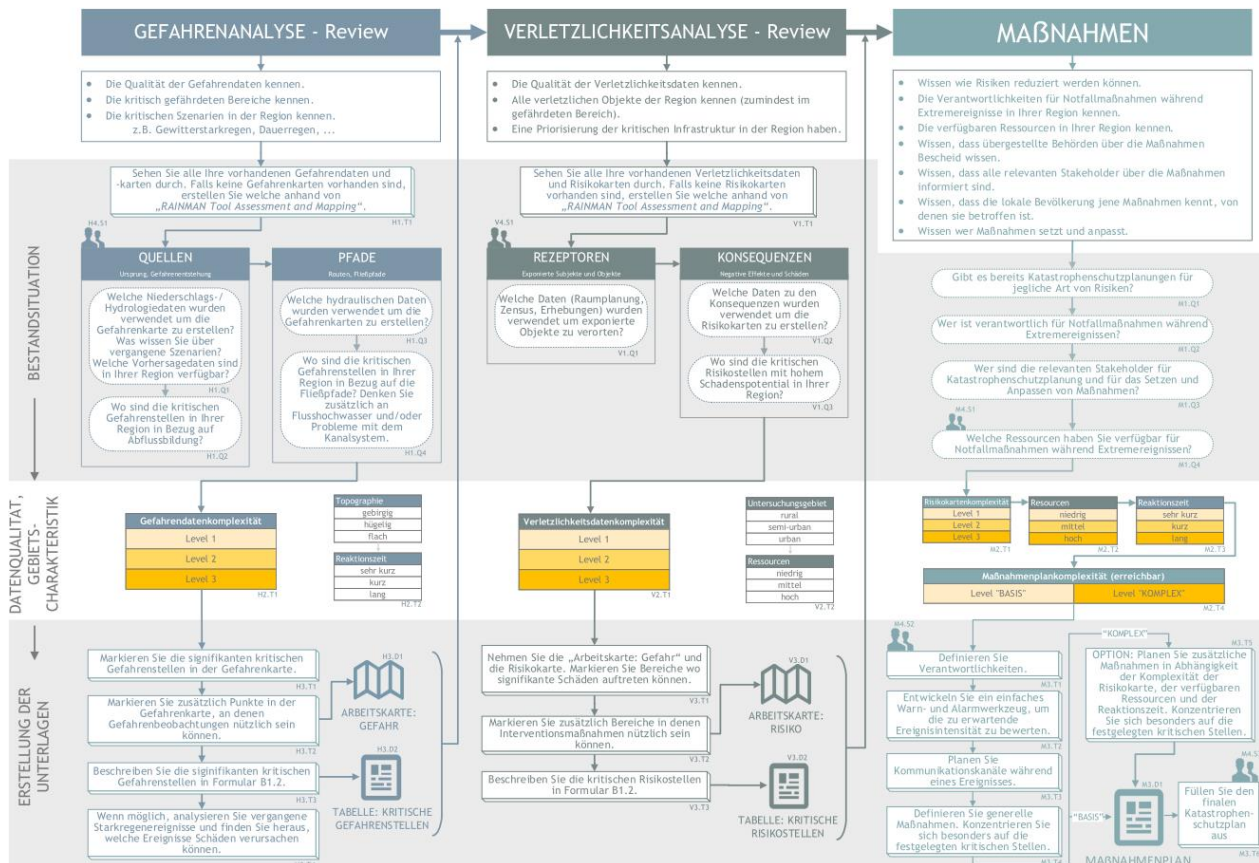 GEFAHRENANALYSE - Review
Die Qualität der Gefahrendaten kennen.
Die kritisch gefährdeten Bereiche kennen.
Die kritischen Szenarien in der Region kennen.
z.B. Gewitterstarkregen, Dauerregen, ...
VERLETZLICHKEITSANALYSE - Review
Die Qualität der Verletzlichkeitsdaten kennen.
Alle verletzlichen Objekte der Region kennen (zumindest im
gefährdeten Bereich).
Eine Priorisierung der kritischen Infrastruktur in der Region haben.
MAßNAHMEN
Wissen wie Risiken reduziert werden können.
Die Verantwortlichkeiten für Notfallmaßnahmen während
Extremereignisse in Ihrer Region kennen.
Die verfügbaren Ressourcen in Ihrer Region kennen.
Wissen, dass übergestellte Behörden über die Maßnahmen
Bescheid wissen.
Wissen, dass alle relevanten Stakeholder über die Maßnahmen
informiert sind.
Wissen, dass die lokale Bevölkerung jene Maßnahmen kennt, von
denen sie betroffen ist.
Wissen wer Maßnahmen setzt und anpasst.
BESTANDSITUATION
Sehen Sie alle Ihre vorhandenen Gefahrendaten und
-karten durch. Falls keine Gefahrenkarten vorhanden sind,
erstellen Sie welche anhand von
„RAINMAN Tool Assessment and Mapping“.
H1.T1
H4.S1
QUELLEN
Ursprung, Gefahrenentstehung
Welche Niederschlags-/
Hydrologiedaten wurden
verwendet um die
Gefahrenkarte zu erstellen?
Was wissen Sie über
vergangene Szenarien?
Welche Vorhersagedaten sind
in Ihrer Region verfügbar?
H1.Q1
Wo sind die kritischen
Gefahrenstellen in Ihrer
Region in Bezug auf
Abflussbildung?
H1.Q2
PFADE
Routen, Fließpfade
Welche hydraulischen Daten
wurden verwendet um die
Gefahrenkarten zu erstellen?
H1.Q3
Wo sind die kritischen
Gefahrenstellen in Ihrer
Region in Bezug auf die
Fließpfade? Denken Sie
zusätzlich an
Flusshochwasser und/oder
Probleme mit dem
Kanalsystem.
H1.Q4
Sehen Sie alle Ihre vorhandenen Verletzlichkeitsdaten
und Risikokarten durch. Falls keine Risikokarten
vorhanden sind, erstellen Sie welche anhand von
„RAINMAN Tool Assessment and Mapping“.
V1.T1
V4.S1
REZEPTOREN
Exponierte Subjekte und Objekte
Welche Daten (Raumplanung,
Zensus, Erhebungen) wurden
verwendet um exponierte
Objekte zu verorten?
V1.Q1
KONSEQUENZEN
Negative Effekte und Schäden
Welche Daten zu den
Konsequenzen wurden
verwendet um die
Risikokarten zu erstellen?
V1.Q2
Wo sind die kritischen
Risikostellen mit hohem
Schadenspotential in Ihrer
Region?
V1.Q3
Gibt es bereits Katastrophenschutzplanungen für
jegliche Art von Risiken?
M1.Q1
Wer ist verantwortlich für Notfallmaßnahmen während
Extremereignissen?
M1.Q2
Wer sind die relevanten Stakeholder für
Katastrophenschutzplanung und für das Setzen und
Anpassen von Maßnahmen?
M1.Q3
M4.S1
Welche Ressourcen haben Sie verfügbar für
Notfallmaßnahmen während Extremereignissen?
M1.Q4
DATENQUALITÄT,
GEBIETS-
CHARAKTERISTIK
Gefahrendatenkomplexität
Level 1
Level 2
Level 3
H2.T1
Topographie
gebirgig
hügelig
flach
Reaktionszeit
sehr kurz
kurz
lang
H2.T2
Verletzlichkeitsdatenkomplexität
Level 1
Level 2
Level 3
V2.T1
Untersuchungsgebiet
rural
semi-urban
urban
Ressourcen
niedrig
mittel
hoch
V2.T2
Risikokartenkomplexität
Level 1
Level 2
Level 3
M2.T1
Resourcen
niedrig
mittel
hoch
M2.T2
Reaktionszeit
sehr kurz
kurz
lang
M2.T3
Maßnahmenplankomplexität (erreichbar)
Level "BASIS"
Level "KOMPLEX"
M2.T4
ERSTELLUNG DER
UNTERLAGEN
Markieren Sie die signifikanten kritischen
Gefahrenstellen in der Gefahrenkarte.
H3.T1
Markieren Sie zusätzlich Punkte in der
Gefahrenkarte, an denen
Gefahrenbeobachtungen nützlich sein
können.
H3.T2
Beschreiben Sie die siginifikanten kritischen
Gefahrenstellen in Formular B1.2.
H3.T3
Wenn möglich, analysieren Sie vergangene
Starkregenereignisse und finden Sie heraus,
welche Ereignisse Schäden verursachen
können.
H3.D1
ARBEITSKARTE:
GEFAHR
H3.D2
TABELLE: KRITISCHE
GEFAHRENSTELLEN
Nehmen Sie die „Arbeitskarte: Gefahr“ und
die Risikokarte. Markieren Sie Bereiche wo
signifikante Schäden auftreten können.
V3.T1
Markieren Sie zusätzlich Bereiche in denen
Interventionsmaßnahmen nützlich sein
können.
V3.T2
Beschreiben Sie die kritischen Risikostellen
in Formular B1.2.
V3.T3
V3.D1
ARBEITSKARTE:
RISIKO
V3.D2
TABELLE: KRITISCHE
RISIKOSTELLEN
M4.S2
Definieren Sie
Verantwortlichkeiten.
M3.T1
Entwickeln Sie ein einfaches
Warn- und Alarmwerkzeug, um
die zu erwartende
Ereignisintensität zu bewerten.
M3.T2
Planen Sie
Kommunikationskanäle während
eines Ereignisses.
M3.T3
Definieren Sie generelle
Maßnahmen. Konzentrieren Sie
sich besonders auf die
festgelegten kritischen Stellen.
"KOMPLEX"
M3.T5
OPTION: Planen Sie zusätzliche
Maßnahmen in Abhängigkeit
der Komplexität der
Risikokarte, der verfügbaren
Ressourcen und der
Reaktionszeit. Konzentrieren
Sie sich besonders auf die
festgelegten kritischen Stellen.
"BASIS"
M3.D1
MAßNAHMENPLAN
Füllen Sie den
finalen
Katastrophen-
schutzplan
aus
M3.T6